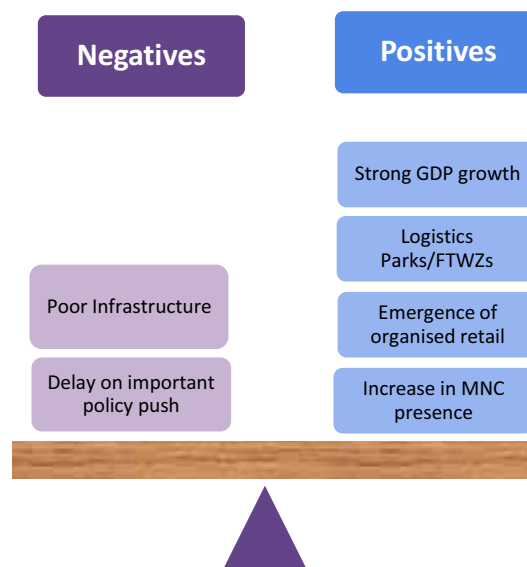 Negatives
Positives
Strong GDP growth
Logistics
Parks/FTWZs
Poor Infrastructure
Emergence of
organised retail
Delay on important
policy push
Increase in MNC
presence